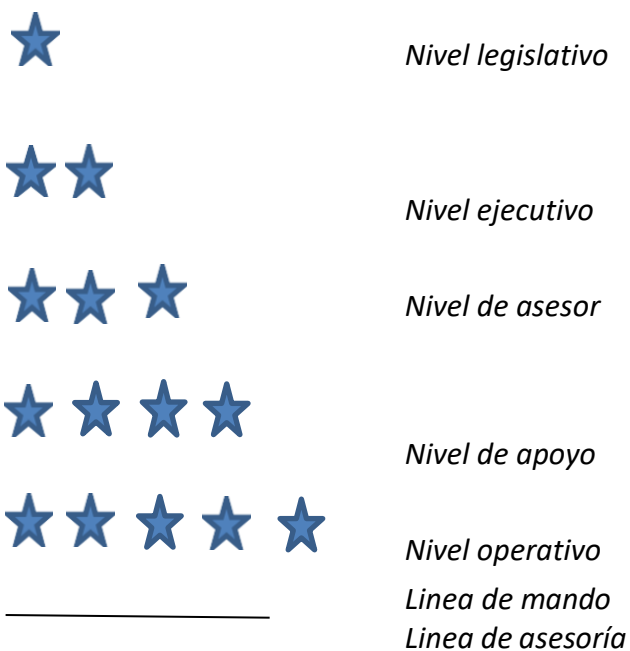 Nivel legislativo
Nivel ejecutivo
Nivel de asesor
Nivel de apoyo
Nivel operativo
Linea de mando
Linea de asesoría